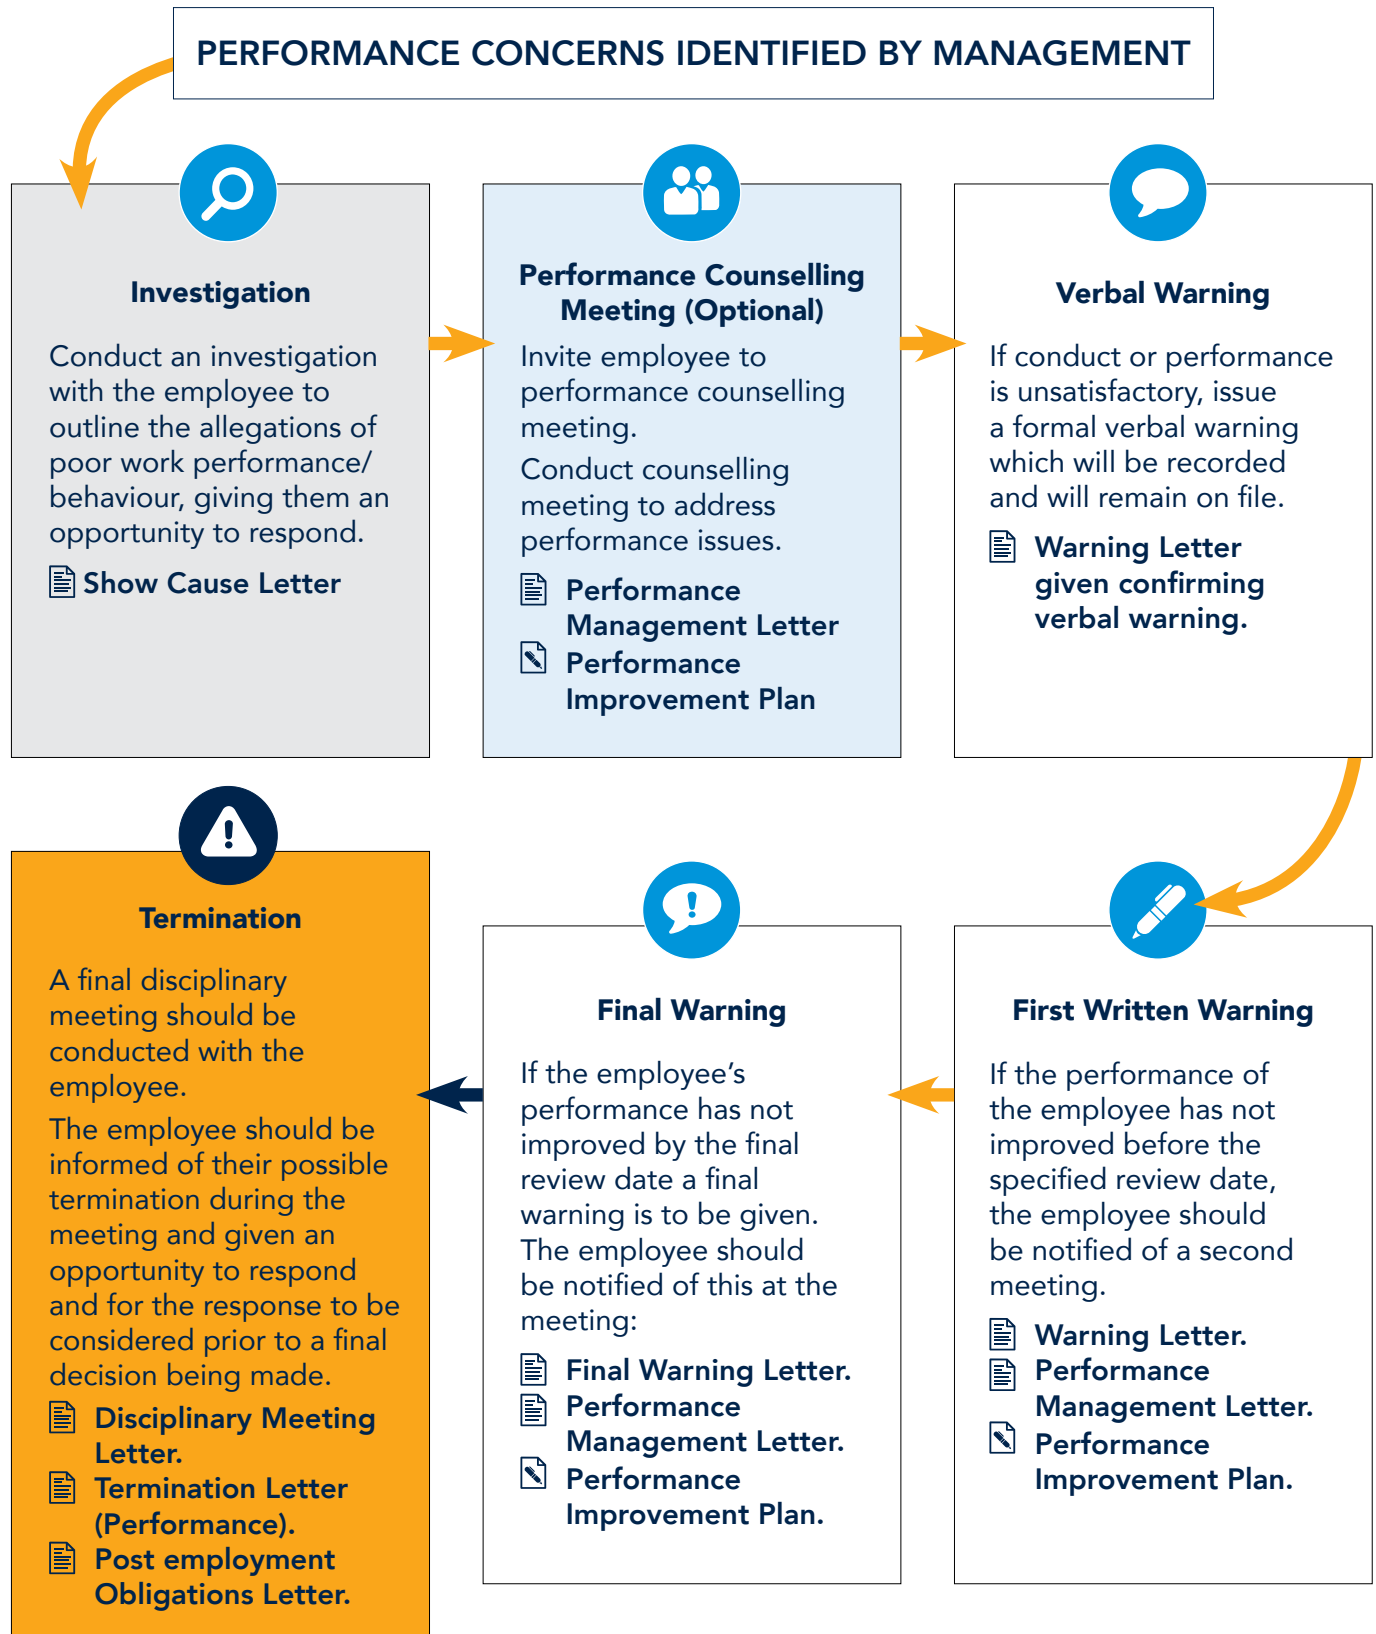 PERFORMANCE CONCERNS IDENTIFIED BY MANAGEMENT
Investigation
Conduct an investigation
with the employee to
outline the allegations of
poor work performance/
behaviour, giving them an
opportunity to respond.
Show Cause Letter
Performance Counselling
Meeting (Optional)
Invite employee to
performance counselling
meeting.
Conduct counselling
meeting to address
performance issues.
Performance
Management Letter
Performance
Improvement Plan
Verbal Warning
If conduct or performance
is unsatisfactory, issue
a formal verbal warning
which will be recorded
and will remain on file.
Warning Letter
given confirming
verbal warning.
First Written Warning
If the performance of
the employee has not
improved before the
specified review date,
the employee should
be notified of a second
meeting.
Warning Letter.
Performance
Management Letter.
Performance
Improvement Plan.
Final Warning
If the employee’s
performance has not
improved by the final
review date a final
warning is to be given.
The employee should
be notified of this at the
meeting:
Final Warning Letter.
Performance
Management Letter.
Performance
Improvement Plan.
Termination
A final disciplinary
meeting should be
conducted with the
employee.
The employee should be
informed of their possible
termination during the
meeting and given an
opportunity to respond
and for the response to be
considered prior to a final
decision being made.
Disciplinary Meeting
Letter.
Termination Letter
(Performance).
Post employment
Obligations Letter.